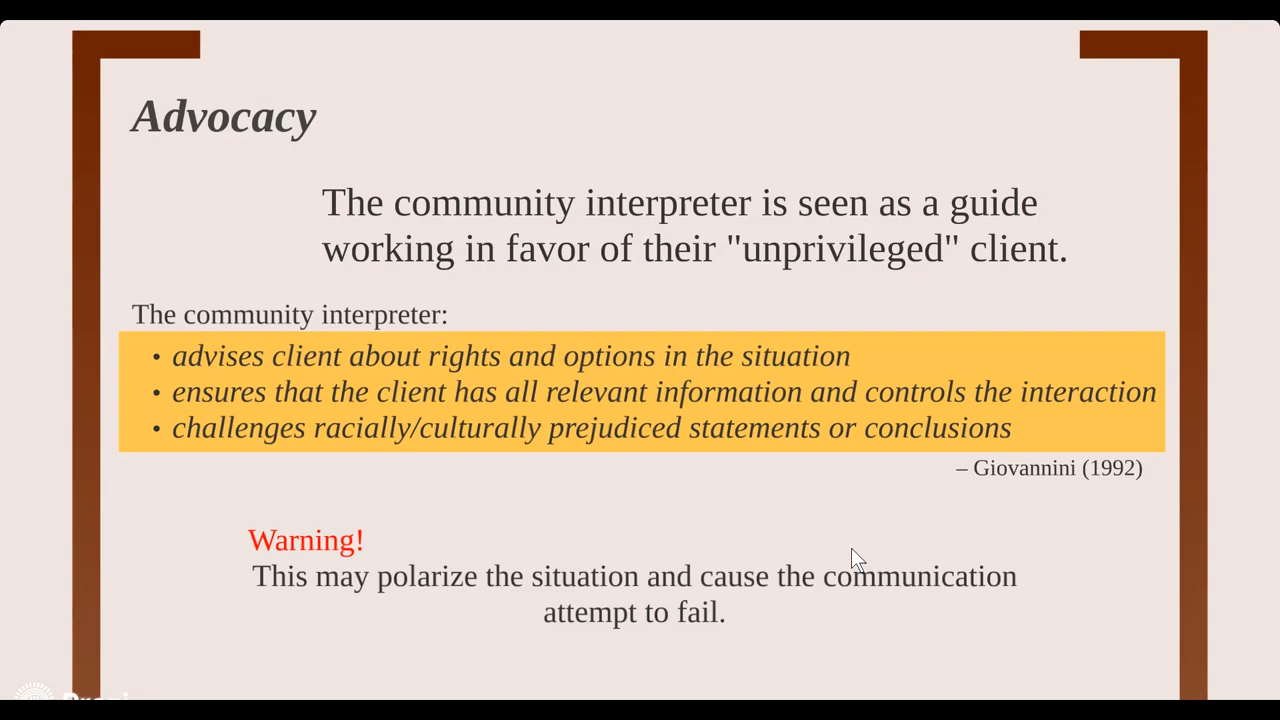 Advocacy
The community interpreter is seen as a guide
working in favor of their "unprivileged" client.
The community interpreter:
• advises client about rights and options in the situation
• ensures that the client has all relevant information and controls the interaction
• challenges racially/culturally prejudiced statements or conclusions
– Giovannini (1992)
Warning!
This may polarize the situation and cause the communication
attempt to fail.
Prezi